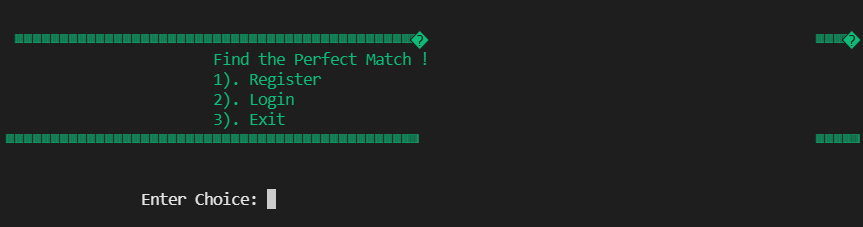 Find the Perfect Match !
1). Register
2). Login
3). Exit
Enter Choice: